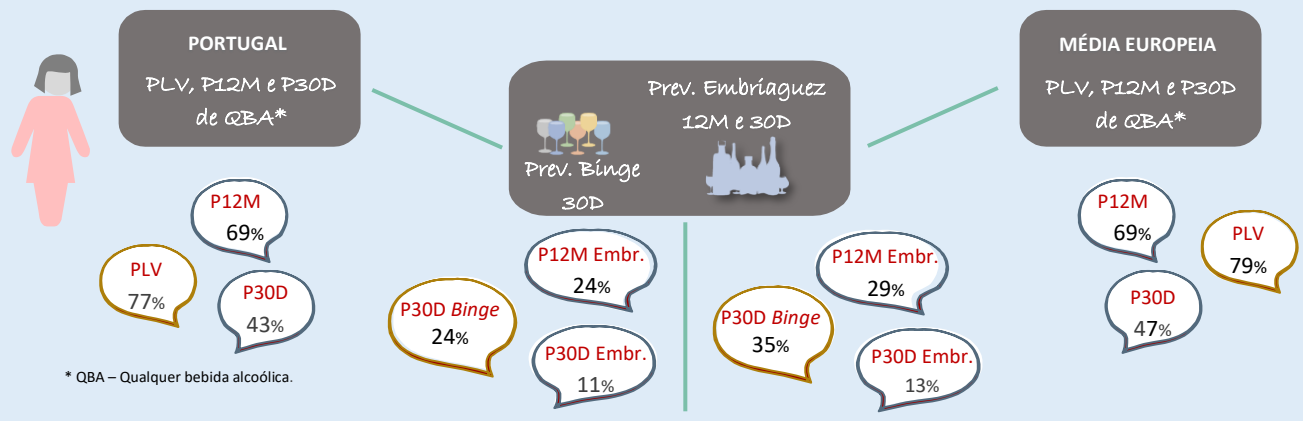 PORTUGAL
PLV, P12M e P30D
de QBA*
P12M
69%
PLV
77%
P30D
43%
* QBA – Qualquer bebida alcoólica.
Prev. Embriaguez
12M e 30D
Prev. Binge
30D
P12M Embr.
24%
P30D Binge
24%
P30D Embr.
11%
P12M Embr.
29%
P30D Binge
35%
P30D Embr.
13%
MÉDIA EUROPEIA
PLV, P12M e P30D
de QBA*
P12M
69%
PLV
79%
P30D
47%